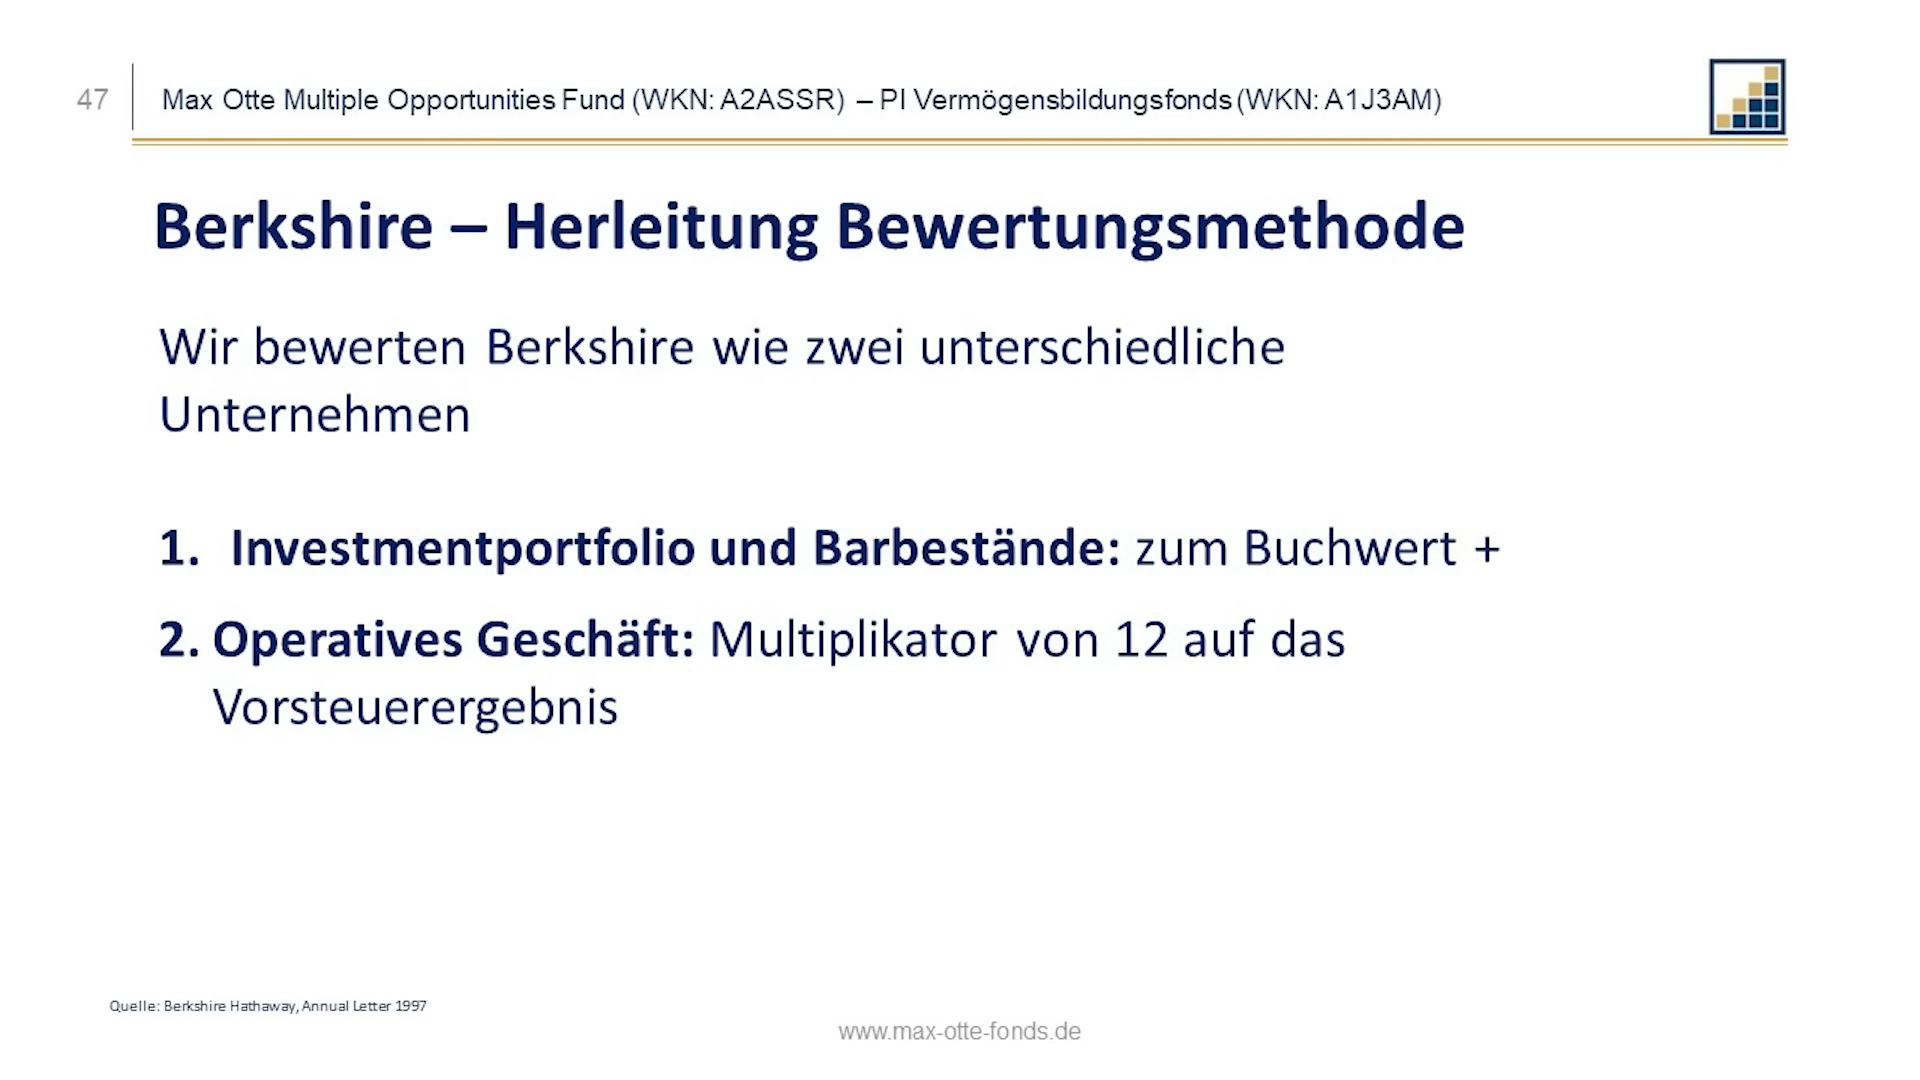 47
Max Otte Multiple Opportunities Fund (WKN: A2ASSR) – PI Vermögensbildungsfonds (WKN: A1J3AM)
Berkshire – Herleitung Bewertungsmethode
Wir bewerten Berkshire wie zwei unterschiedliche
Unternehmen
1. Investmentportfolio und Barbestände: zum Buchwert +
2. Operatives Geschäft: Multiplikator von 12 auf das
Vorsteuerergebnis
Quelle: Berkshire Hathaway, Annual Letter 1997
www.max-otte-fonds.de